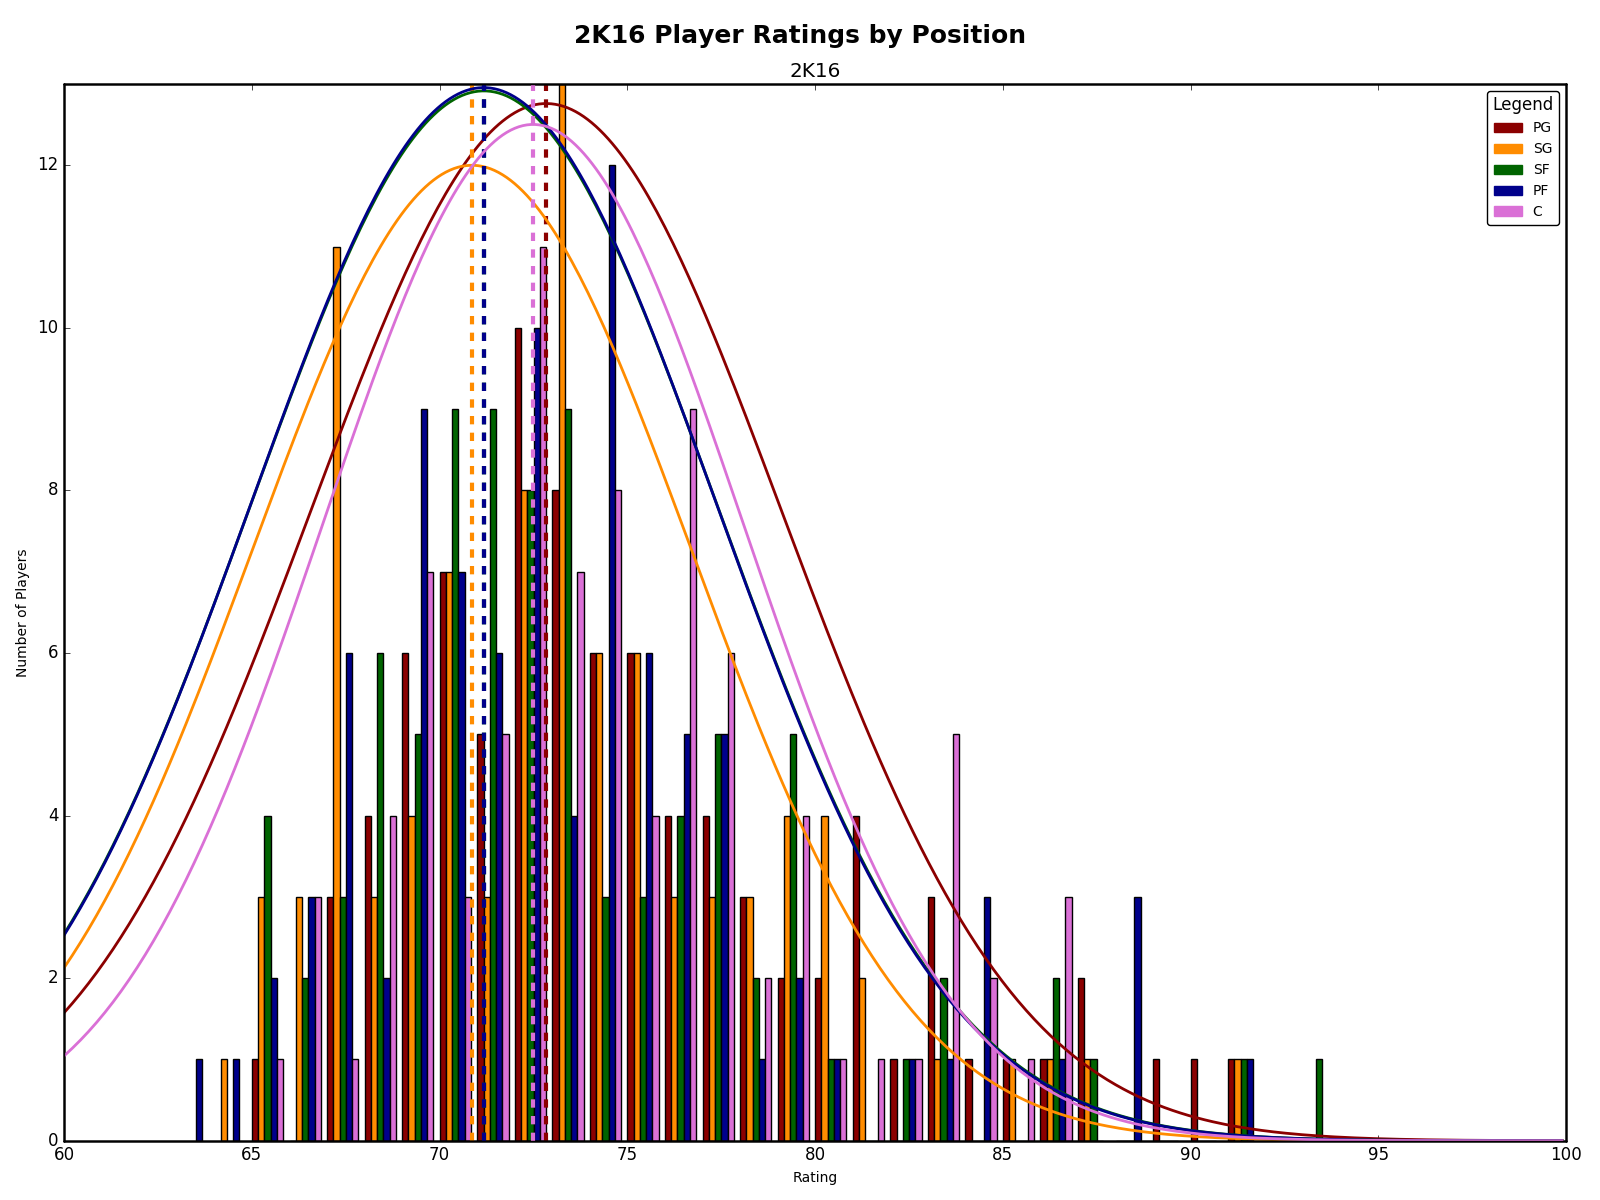 2K16 Player Ratings by Position
2K16
Legend
PG
SG
SF
PF
C
Number of Players
12
10
8
6
4
2
0
60 65 70 75 80 85 90 95 100
Rating